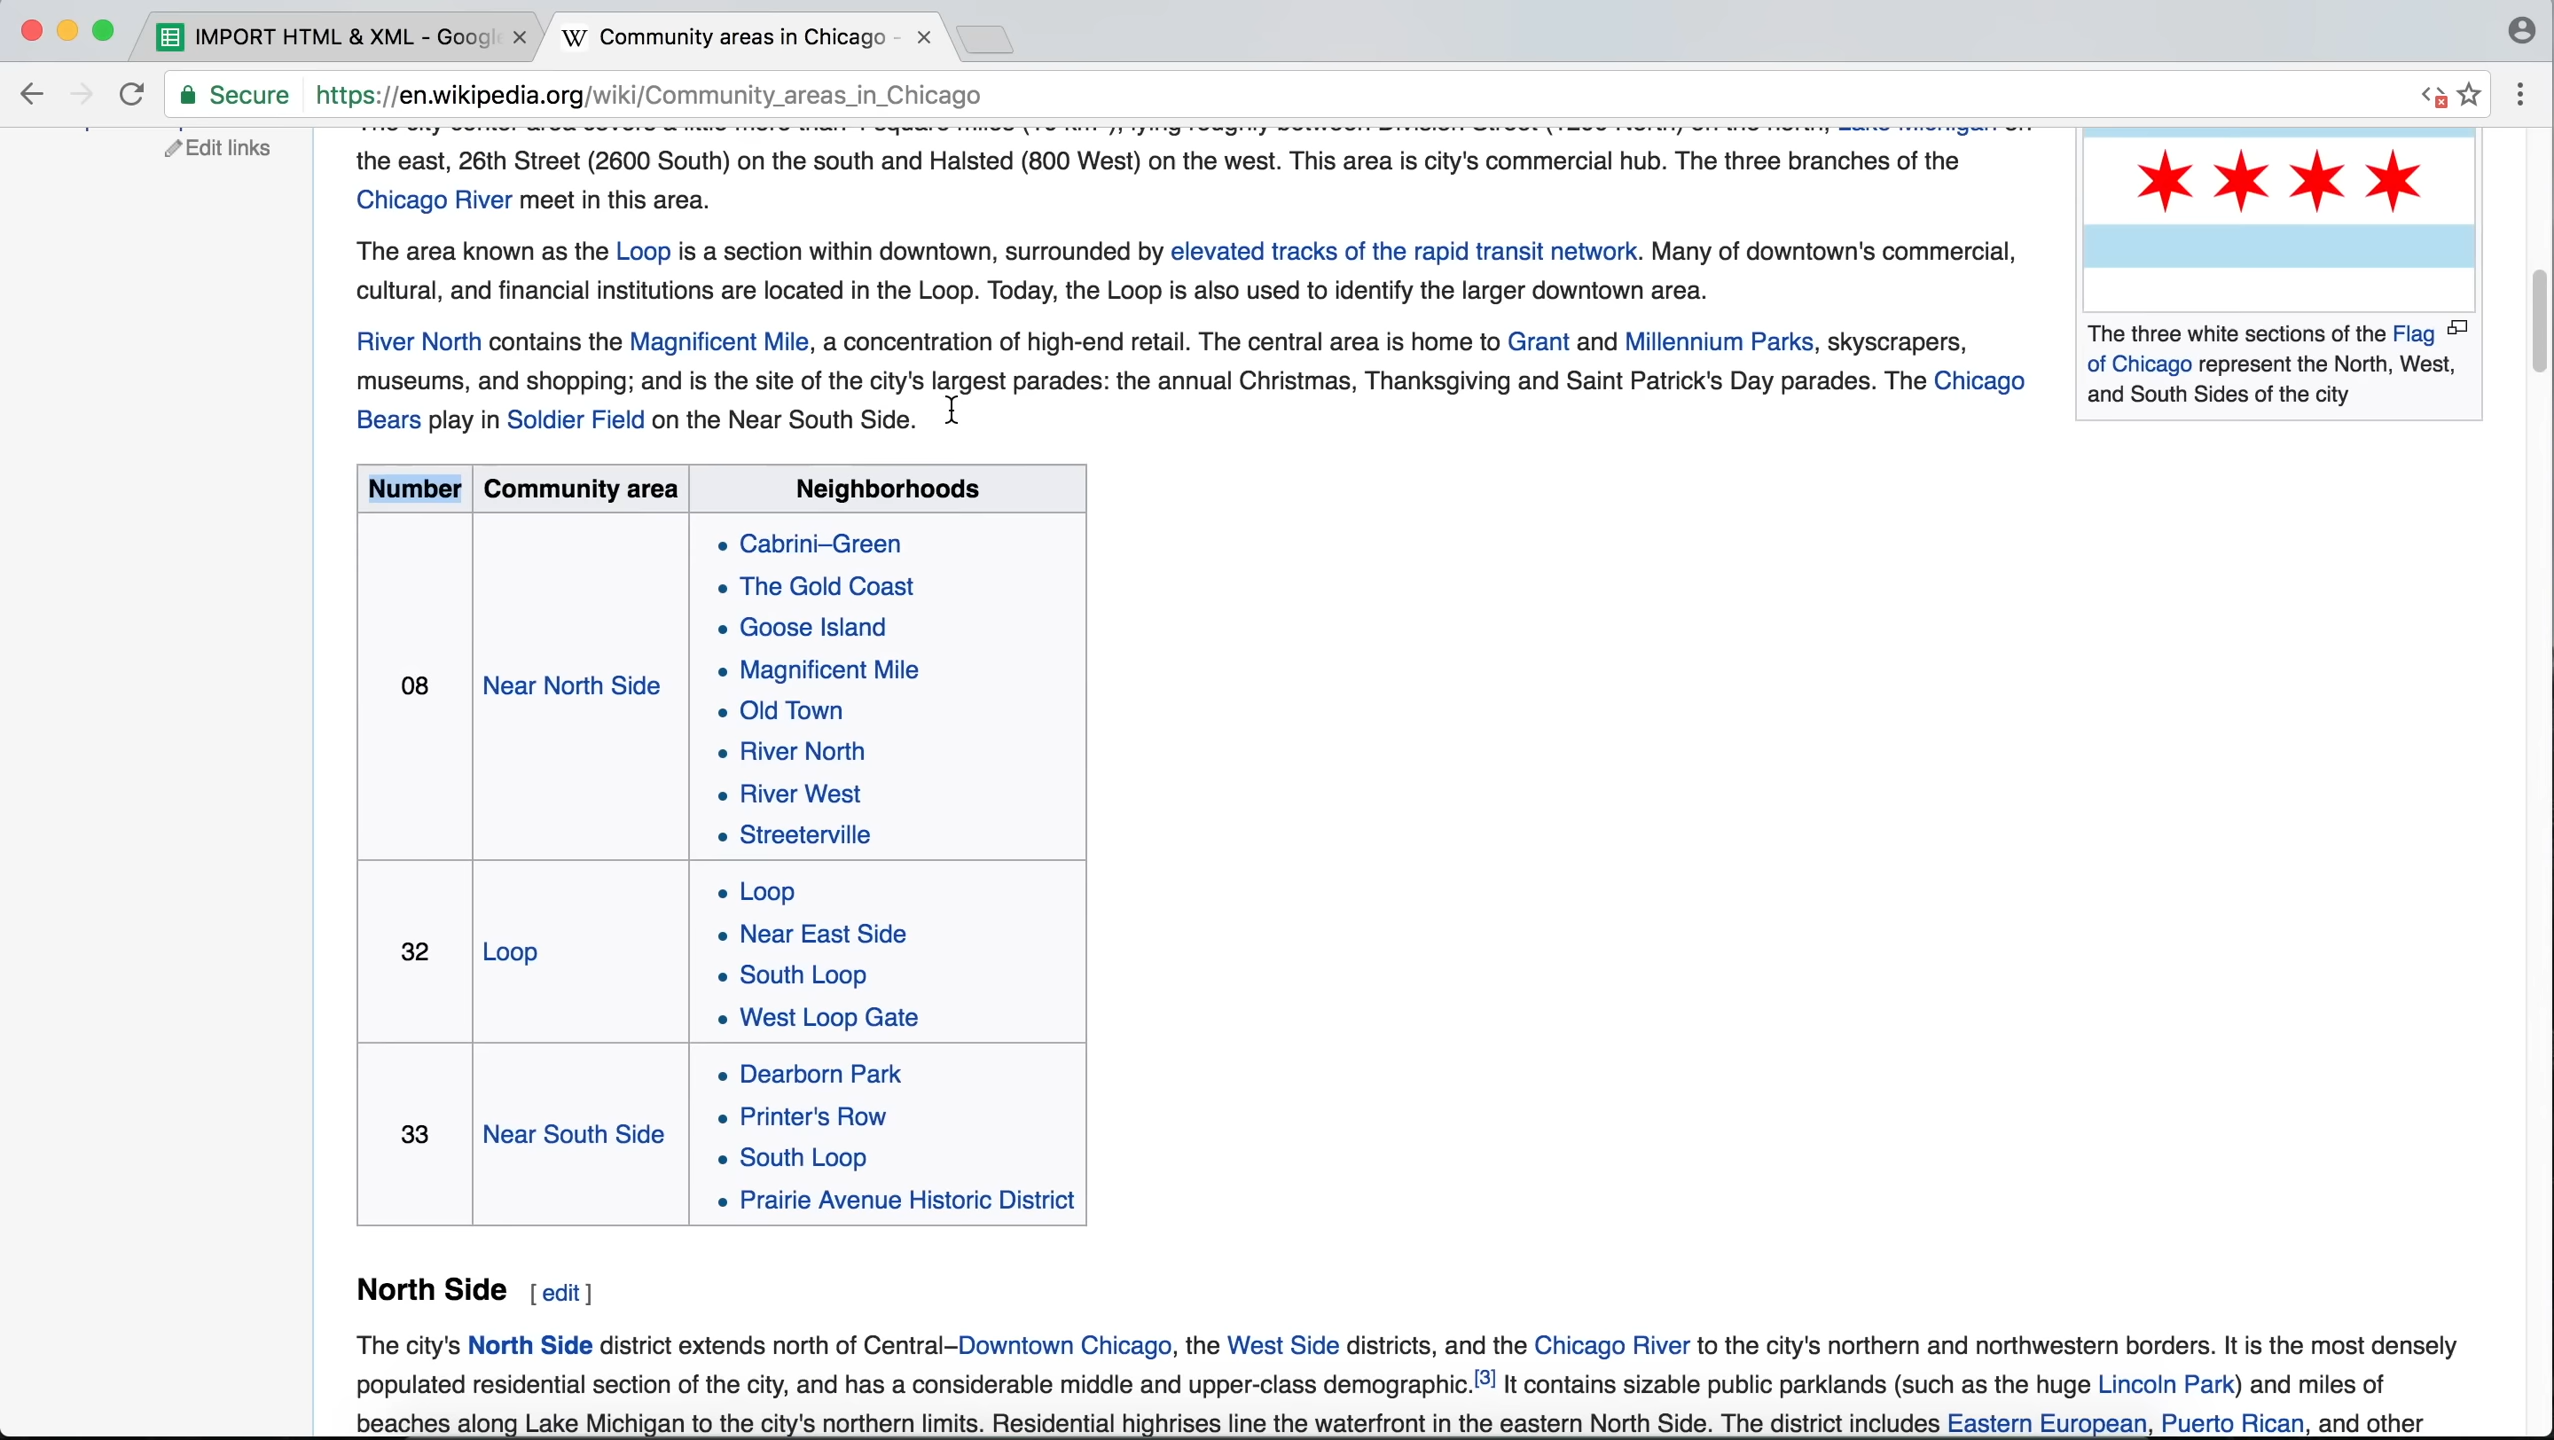 IMPORT HTML & XML - Google
Community areas in Chicago -
Secure https://en.wikipedia.org/wiki/Community_areas_in_Chicago
Edit links
the east, 26th Street (2600 South) on the south and Halsted (800 West) on the west. This area is city's commercial hub. The three branches of the
Chicago River meet in this area.
The area known as the Loop is a section within downtown, surrounded by elevated tracks of the rapid transit network. Many of downtown's commercial,
cultural, and financial institutions are located in the Loop. Today, the Loop is also used to identify the larger downtown area.
River North contains the Magnificent Mile, a concentration of high-end retail. The central area is home to Grant and Millennium Parks, skyscrapers,
museums, and shopping; and is the site of the city's largest parades: the annual Christmas, Thanksgiving and Saint Patrick's Day parades. The Chicago
Bears play in Soldier Field on the Near South Side.
The three white sections of the Flag
of Chicago represent the North, West,
and South Sides of the city
Number Community area Neighborhoods
08 Near North Side
• Cabrini–Green
• The Gold Coast
• Goose Island
• Magnificent Mile
• Old Town
• River North
• River West
• Streeterville
32 Loop
• Loop
• Near East Side
• South Loop
• West Loop Gate
33 Near South Side
• Dearborn Park
• Printer's Row
• South Loop
• Prairie Avenue Historic District
North Side [ edit ]
The city's North Side district extends north of Central–Downtown Chicago, the West Side districts, and the Chicago River to the city's northern and northwestern borders. It is the most densely
populated residential section of the city, and has a considerable middle and upper-class demographic.[3] It contains sizable public parklands (such as the huge Lincoln Park) and miles of
beaches along Lake Michigan to the city's northern limits. Residential highrises line the waterfront in the eastern North Side. The district includes Eastern European, Puerto Rican, and other